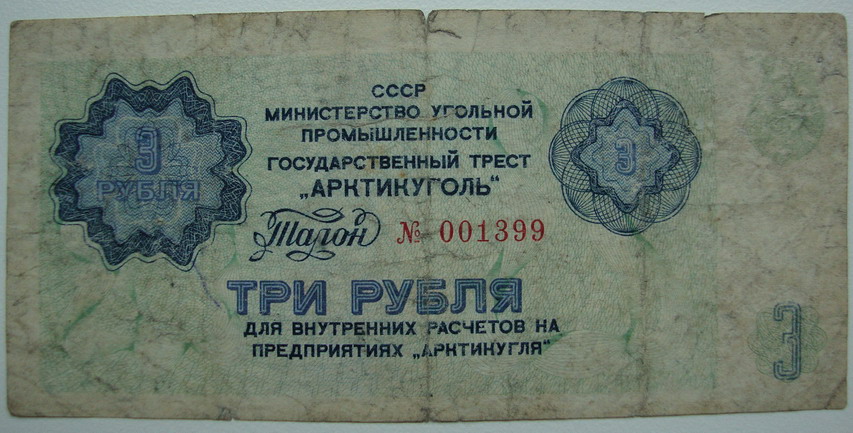 СССР
МИНИСТЕРСТВО УГОЛЬНОЙ
ПРОМЫШЛЕННОСТИ
ГОСУДАРСТВЕННЫЙ ТРЕСТ
„АРКТИКУГОЛЬ"
3
РУБЛЯ
3
Талон № 001399
ТРИ РУБЛЯ
ДЛЯ ВНУТРЕННИХ РАСЧЕТОВ НА
ПРЕДПРИЯТИЯХ „АРКТИКУГЛЯ"
3